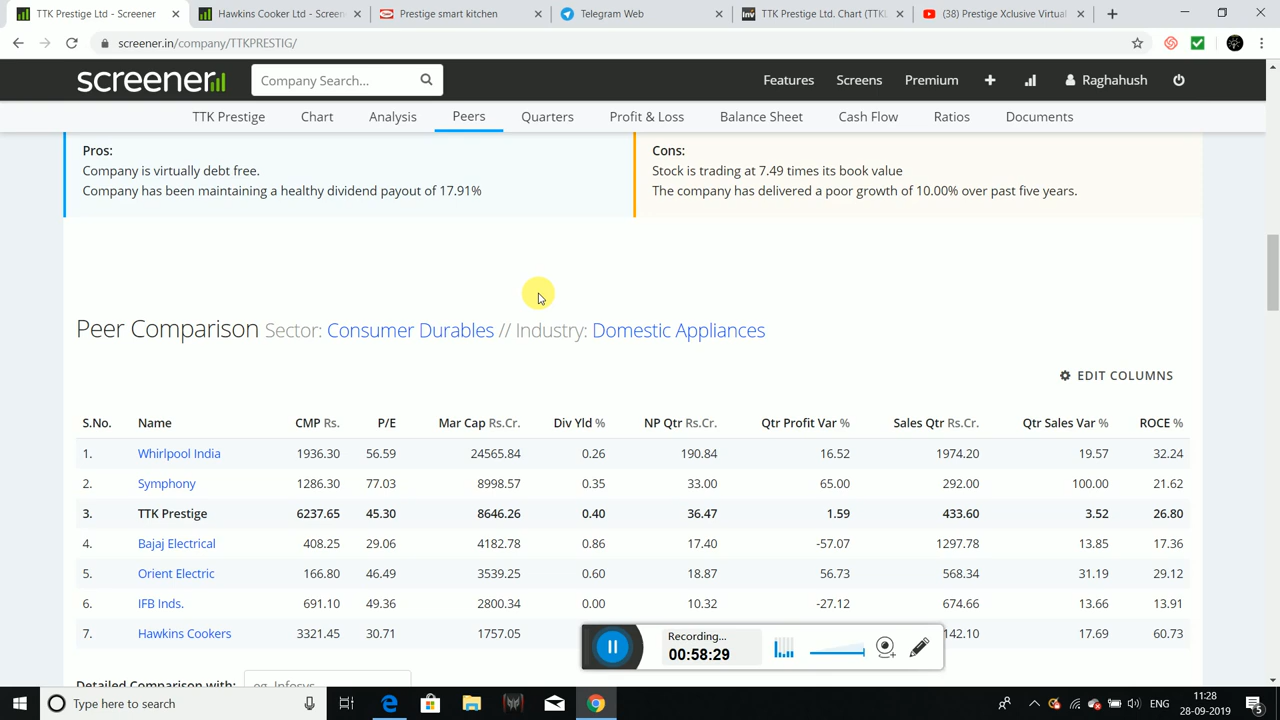 TTK Prestige Ltd - Screener
Hawkins Cooker Ltd - Screen
Prestige smart kitchen
Telegram Web
TTK Prestige Ltd. Chart (TTKL
(38) Prestige Xclusive Virtual
screener.in/company/TTKPRESTIG/
screener
Company Search...
Features
Screens
Premium
Raghahush
TTK Prestige
Chart
Analysis
Peers
Quarters
Profit & Loss
Balance Sheet
Cash Flow
Ratios
Documents
Pros:
Company is virtually debt free.
Company has been maintaining a healthy dividend payout of 17.91%
Cons:
Stock is trading at 7.49 times its book value
The company has delivered a poor growth of 10.00% over past five years.
Peer Comparison Sector: Consumer Durables // Industry: Domestic Appliances
EDIT COLUMNS
S.No. Name CMP Rs. P/E Mar Cap Rs.Cr. Div Yld % NP Qtr Rs.Cr. Qtr Profit Var % Sales Qtr Rs.Cr. Qtr Sales Var % ROCE %
1. Whirlpool India 1936.30 56.59 24565.84 0.26 190.84 16.52 1974.20 19.57 32.24
2. Symphony 1286.30 77.03 8998.57 0.35 33.00 65.00 292.00 100.00 21.62
3. TTK Prestige 6237.65 45.30 8646.26 0.40 36.47 1.59 433.60 3.52 26.80
4. Bajaj Electrical 408.25 29.06 4182.78 0.86 17.40 -57.07 1297.78 13.85 17.36
5. Orient Electric 166.80 46.49 3539.25 0.60 18.87 56.73 568.34 31.19 29.12
6. IFB Inds. 691.10 49.36 2800.34 0.00 10.32 -27.12 674.66 13.66 13.91
7. Hawkins Cookers 3321.45 30.71 1757.05 142.10 17.69 60.73
Recording...
00:58:29
Detailed Comparison with: eg. Infosys
Type here to search
ENG
11:28
28-09-2019
5